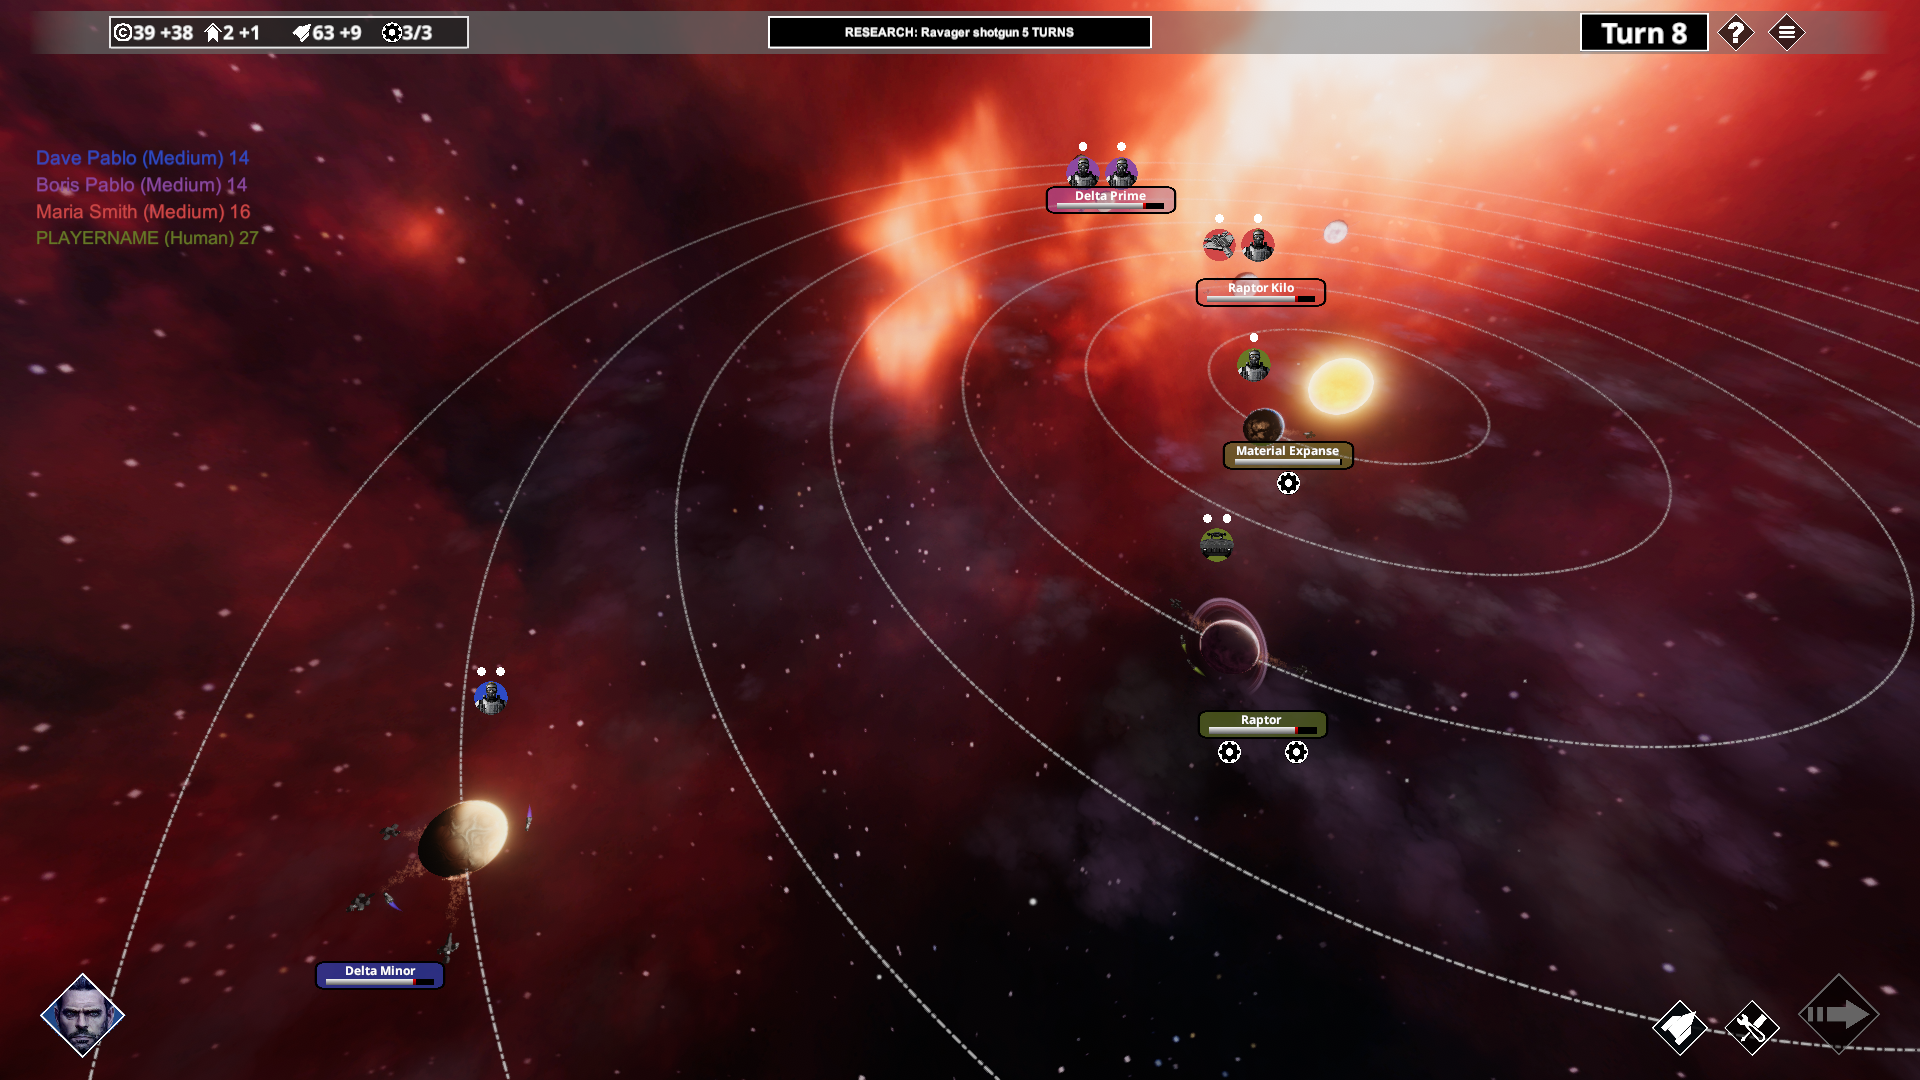 ©39 +38 2 +1 63 +9 3/3
RESEARCH: Ravager shotgun 5 TURNS
Turn 8 ?
Dave Pablo (Medium) 14
Boris Pablo (Medium) 14
Maria Smith (Medium) 16
PLAYERNAME (Human) 27
Delta Prime
Raptor Kilo
Material Expanse
Raptor
Delta Minor